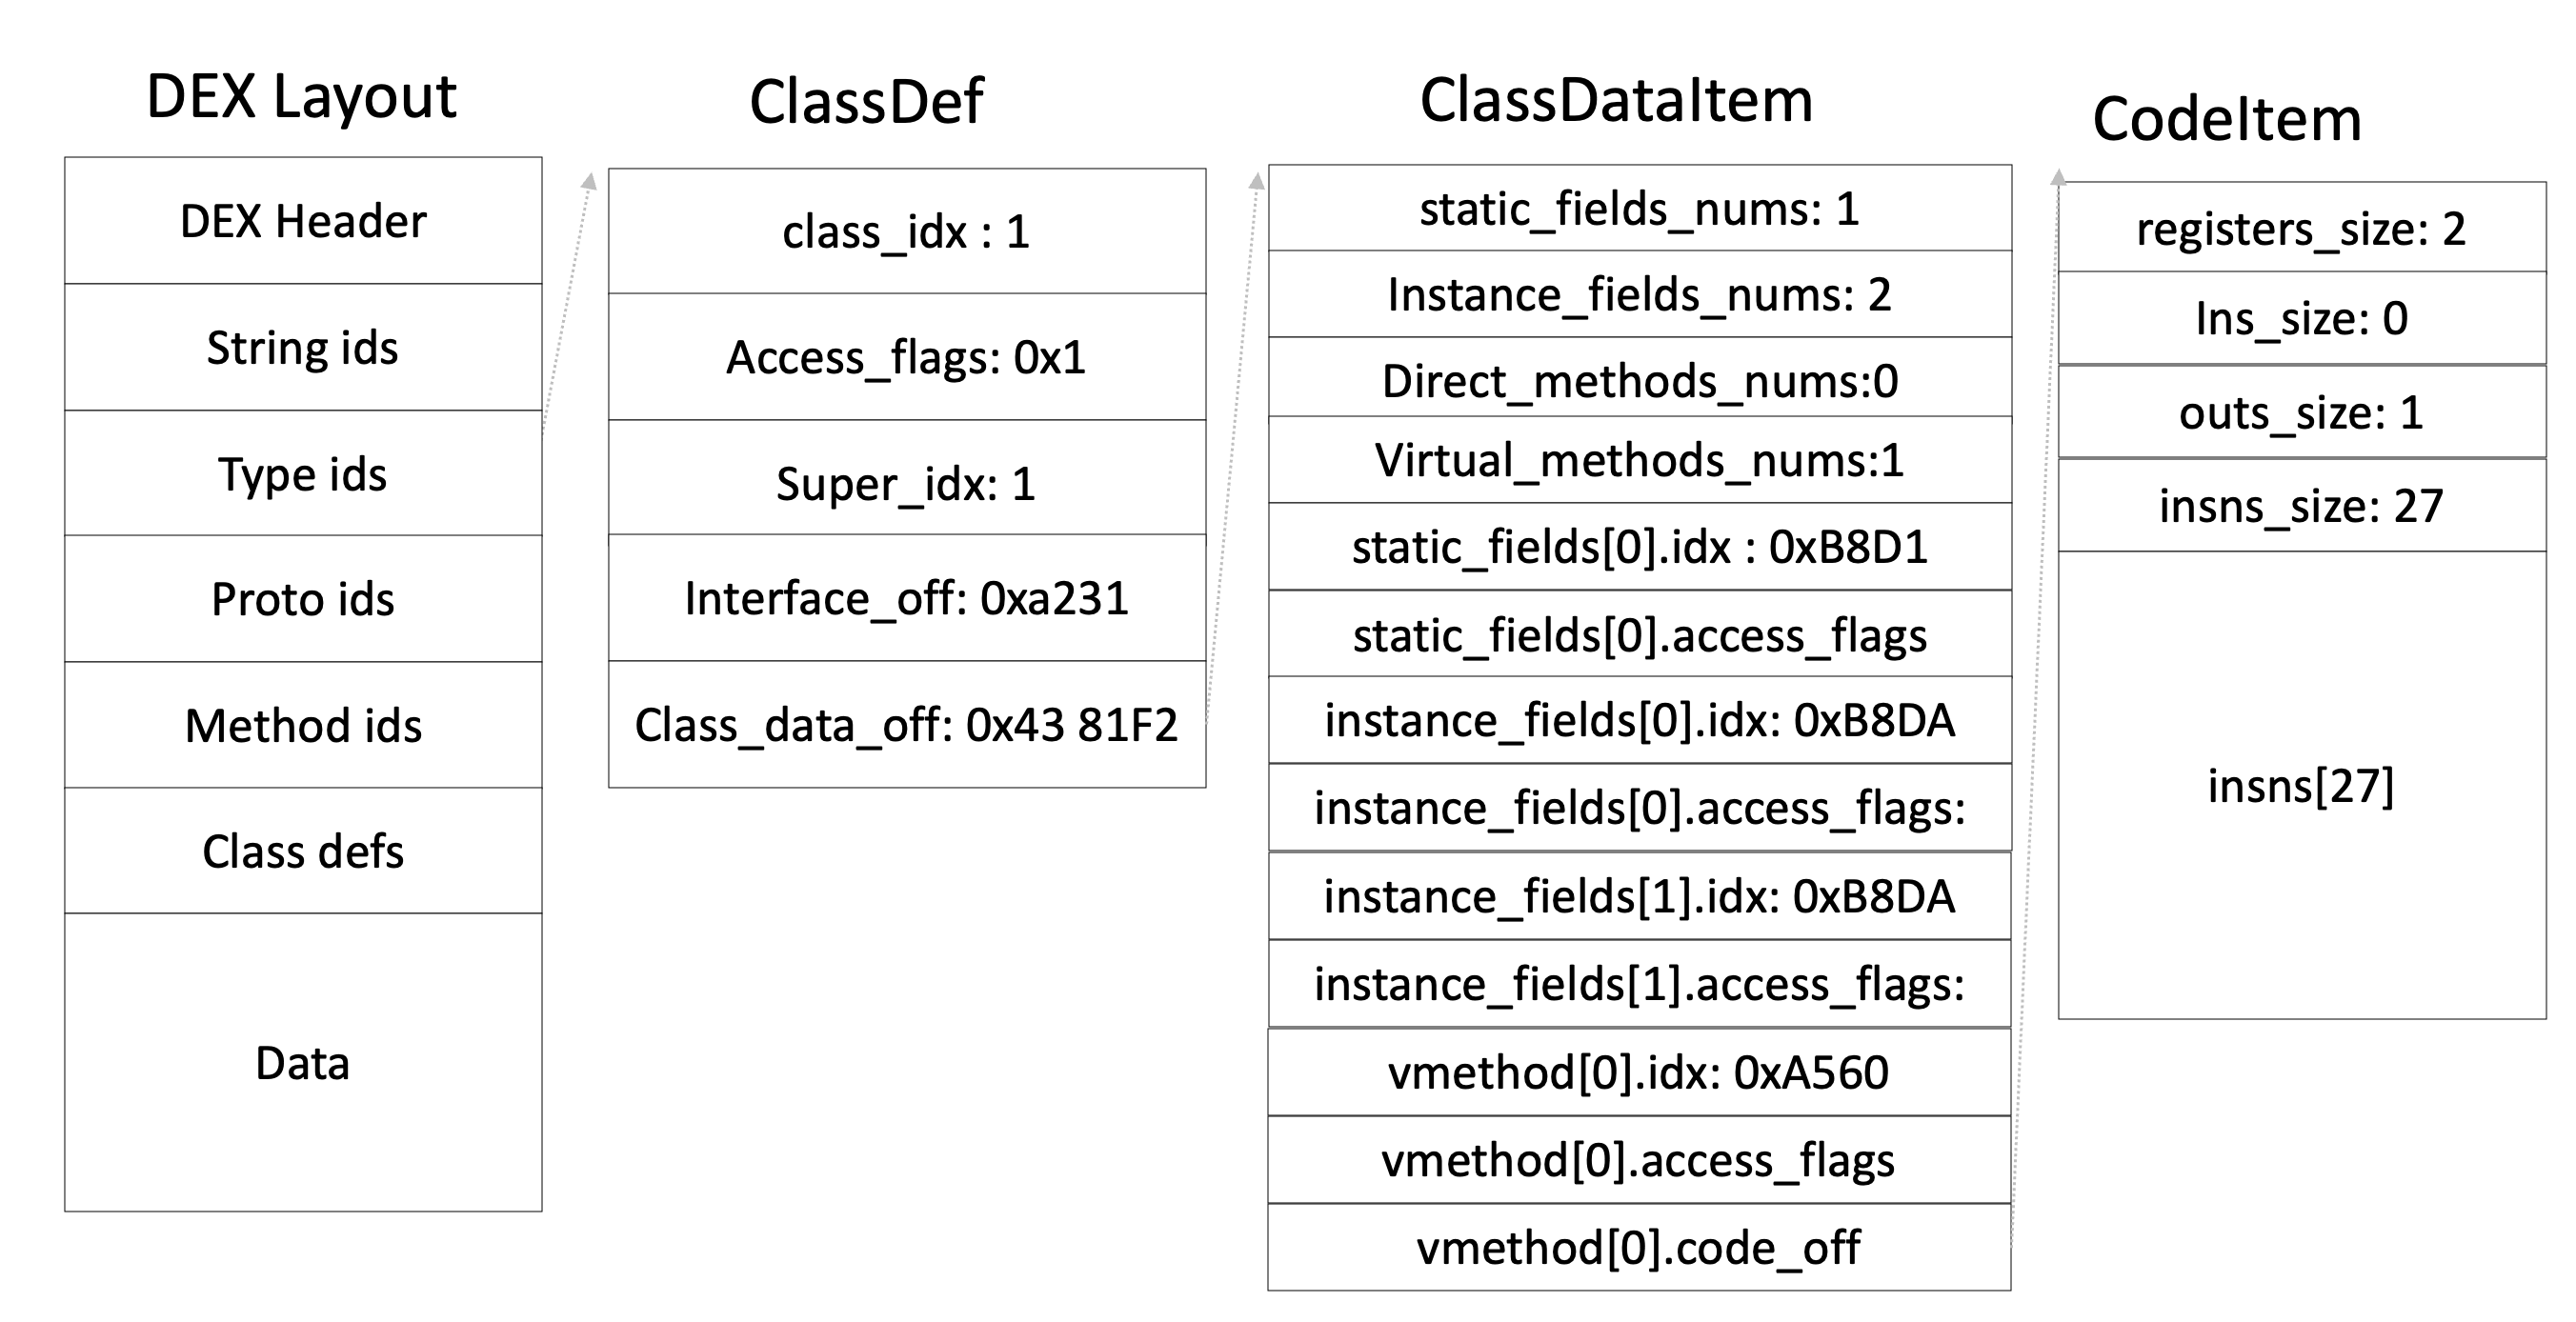 DEX Layout
DEX Header
String ids
Type ids
Proto ids
Method ids
Class defs
Data
ClassDef
class_idx : 1
Access_flags: 0x1
Super_idx: 1
Interface_off: 0xa231
Class_data_off: 0x43 81F2
ClassDataItem
static_fields_nums: 1
Instance_fields_nums: 2
Direct_methods_nums:0
Virtual_methods_nums:1
static_fields[0].idx : 0xB8D1
static_fields[0].access_flags
instance_fields[0].idx: 0xB8DA
instance_fields[0].access_flags:
instance_fields[1].idx: 0xB8DA
instance_fields[1].access_flags:
vmethod[0].idx: 0xA560
vmethod[0].access_flags
vmethod[0].code_off
CodeItem
registers_size: 2
Ins_size: 0
outs_size: 1
insns_size: 27
insns[27]